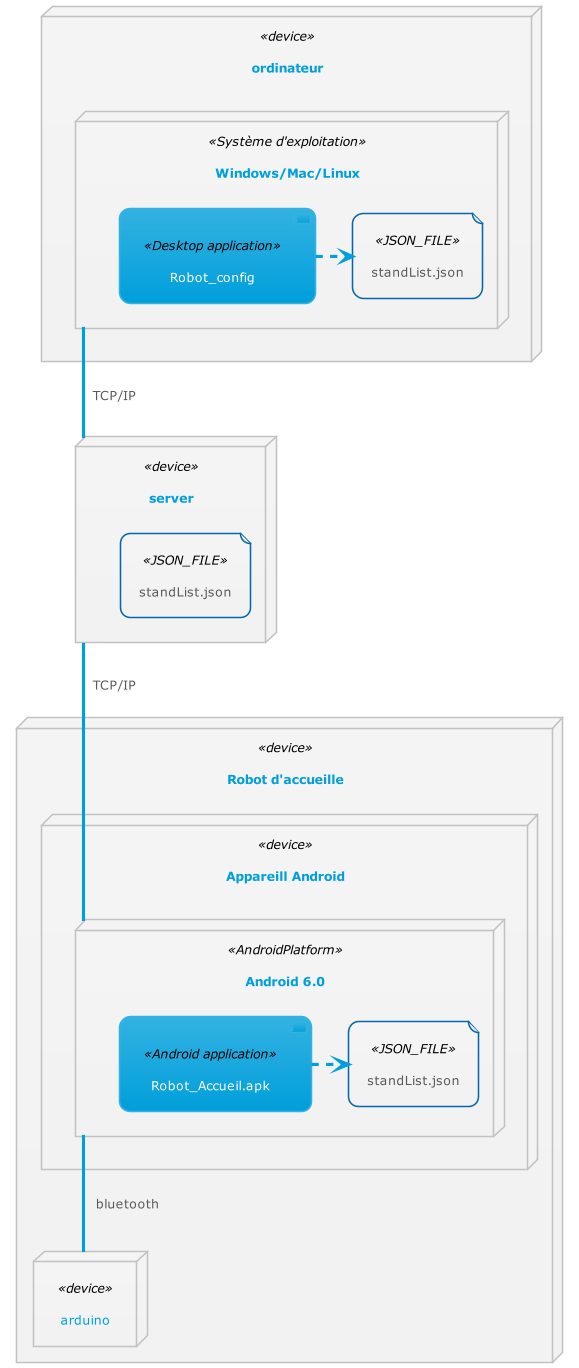 «device»
ordinateur
«Système d'exploitation»
Windows/Mac/Linux
«Desktop application»
Robot_config
«JSON_FILE»
standList.json
TCP/IP
«device»
server
«JSON_FILE»
standList.json
TCP/IP
«device»
Robot d'accueille
«device»
Appareill Android
«AndroidPlatform»
Android 6.0
«Android application»
Robot_Accueil.apk
«JSON_FILE»
standList.json
bluetooth
«device»
arduino